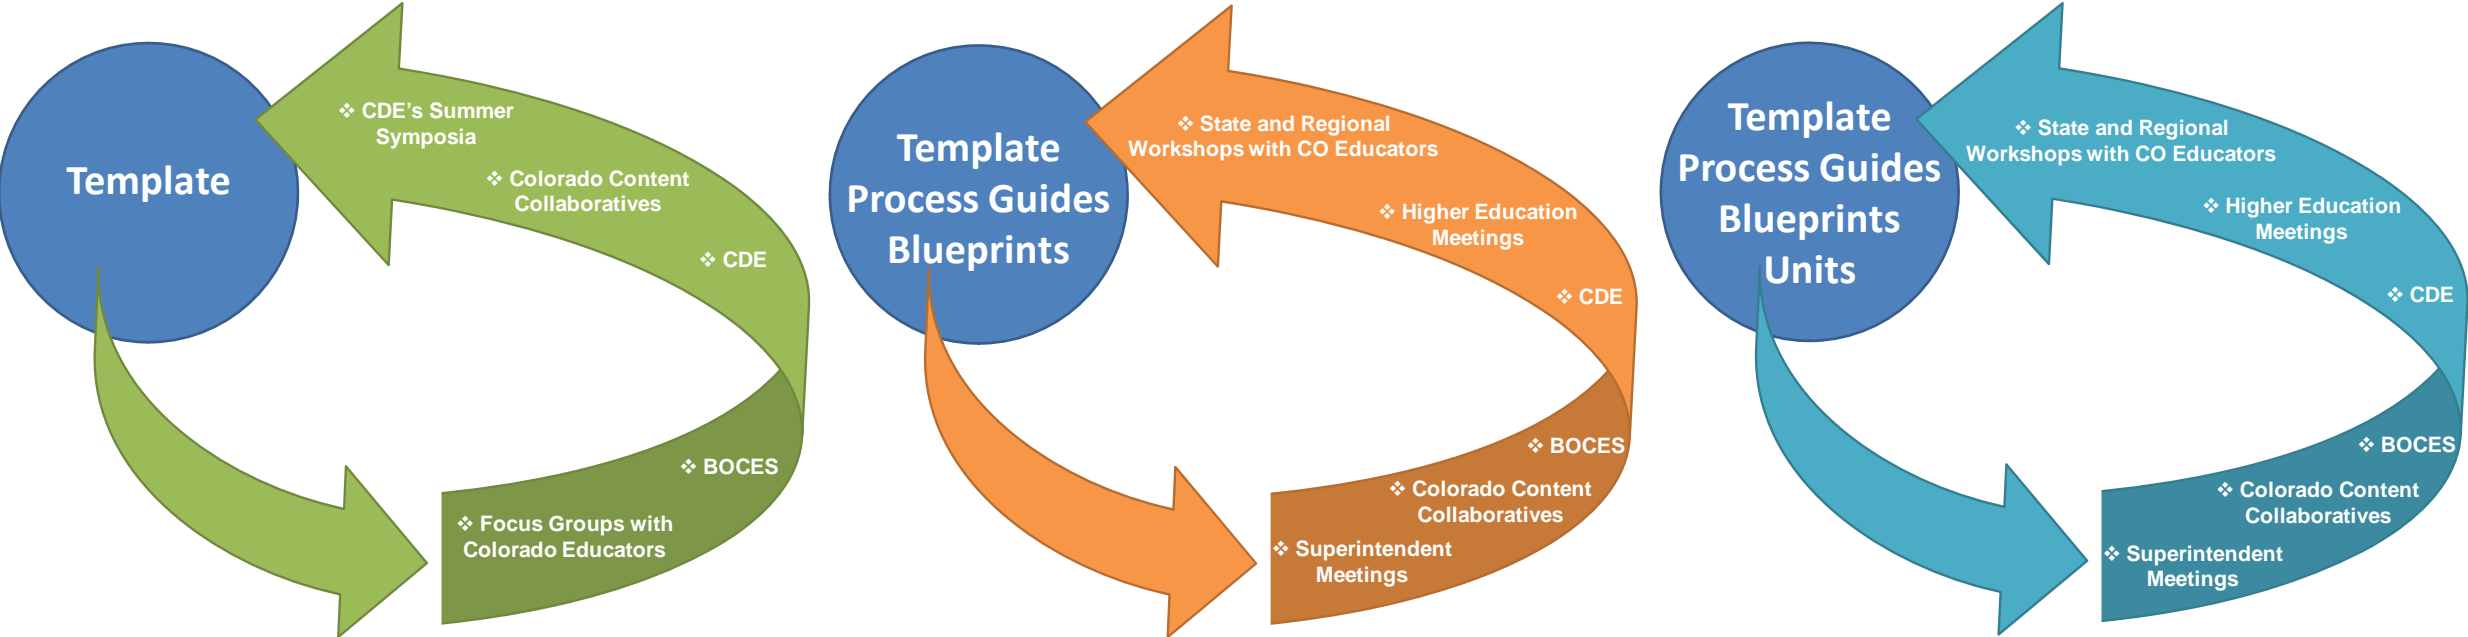 Template
❖ CDE's Summer
Symposia
❖ Colorado Content
Collaboratives
❖ CDE
❖ BOCES
❖ Focus Groups with
Colorado Educators
Template
Process Guides
Blueprints
❖ State and Regional
Workshops with CO Educators
❖ Higher Education
Meetings
❖ CDE
❖ BOCES
❖ Colorado Content
Collaboratives
❖ Superintendent
Meetings
Template
Process Guides
Blueprints
Units
❖ State and Regional
Workshops with CO Educators
❖ Higher Education
Meetings
❖ CDE
❖ BOCES
❖ Colorado Content
Collaboratives
❖ Superintendent
Meetings